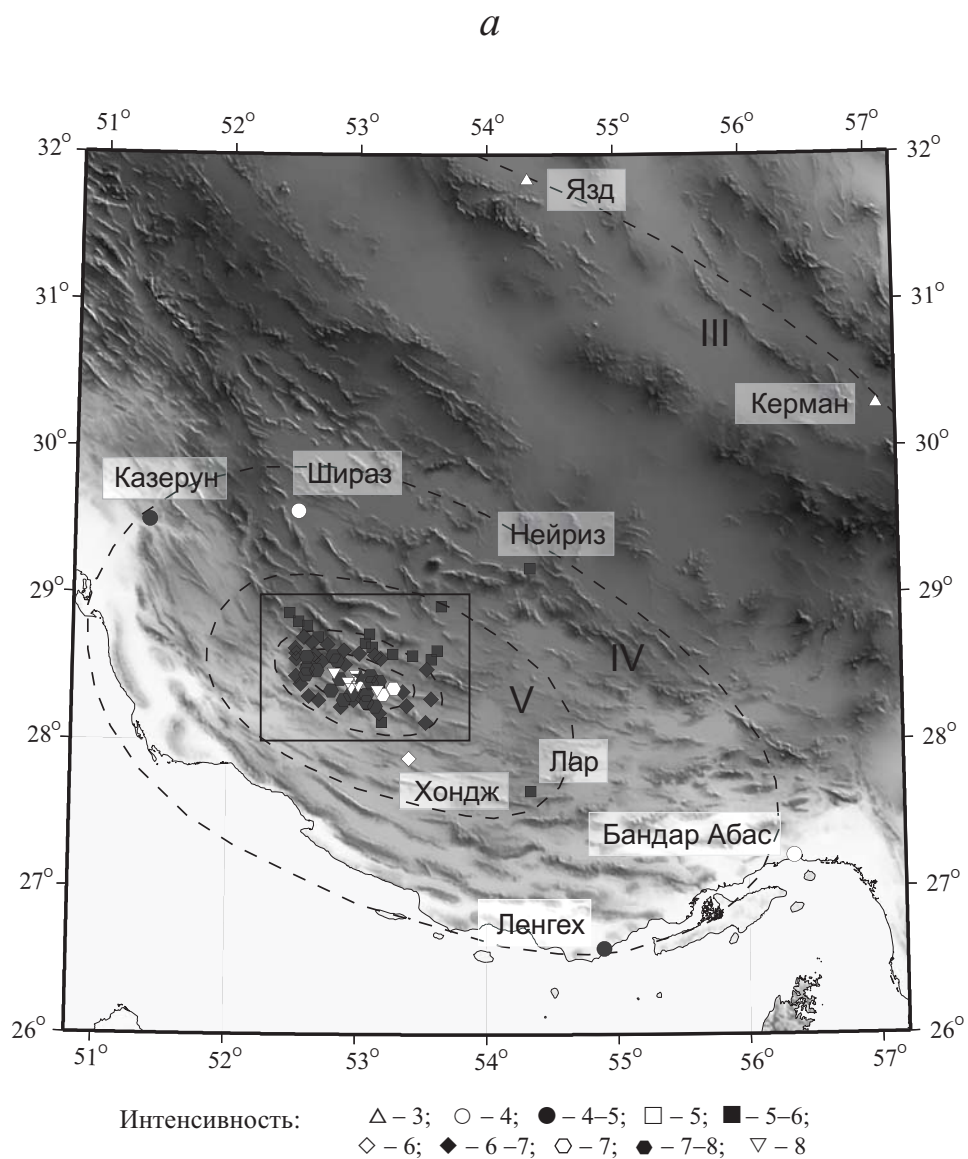 а
51° 52° 53° 54° 55° 56° 57°
32° 32°
Язд
31° 31°
III
Керман
30° 30°
Казерун Шираз
Нейриз
29° 29°
IV
V
28° 28°
Лар
Хондж
Бандар Абас
27° 27°
Ленгех
26° 26°
51° 52° 53° 54° 55° 56° 57°
Интенсивность: – 3; – 4; – 4–5; – 5; – 5–6;
– 6; – 6 –7; – 7; – 7–8; – 8